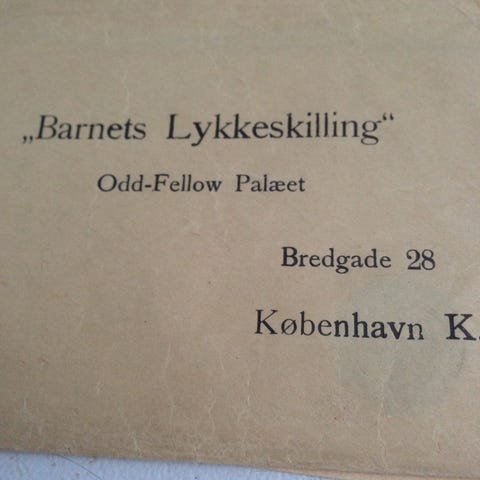 „Barnets Lykkeskilling“
Odd-Fellow Palæet
Bredgade 28
København K.